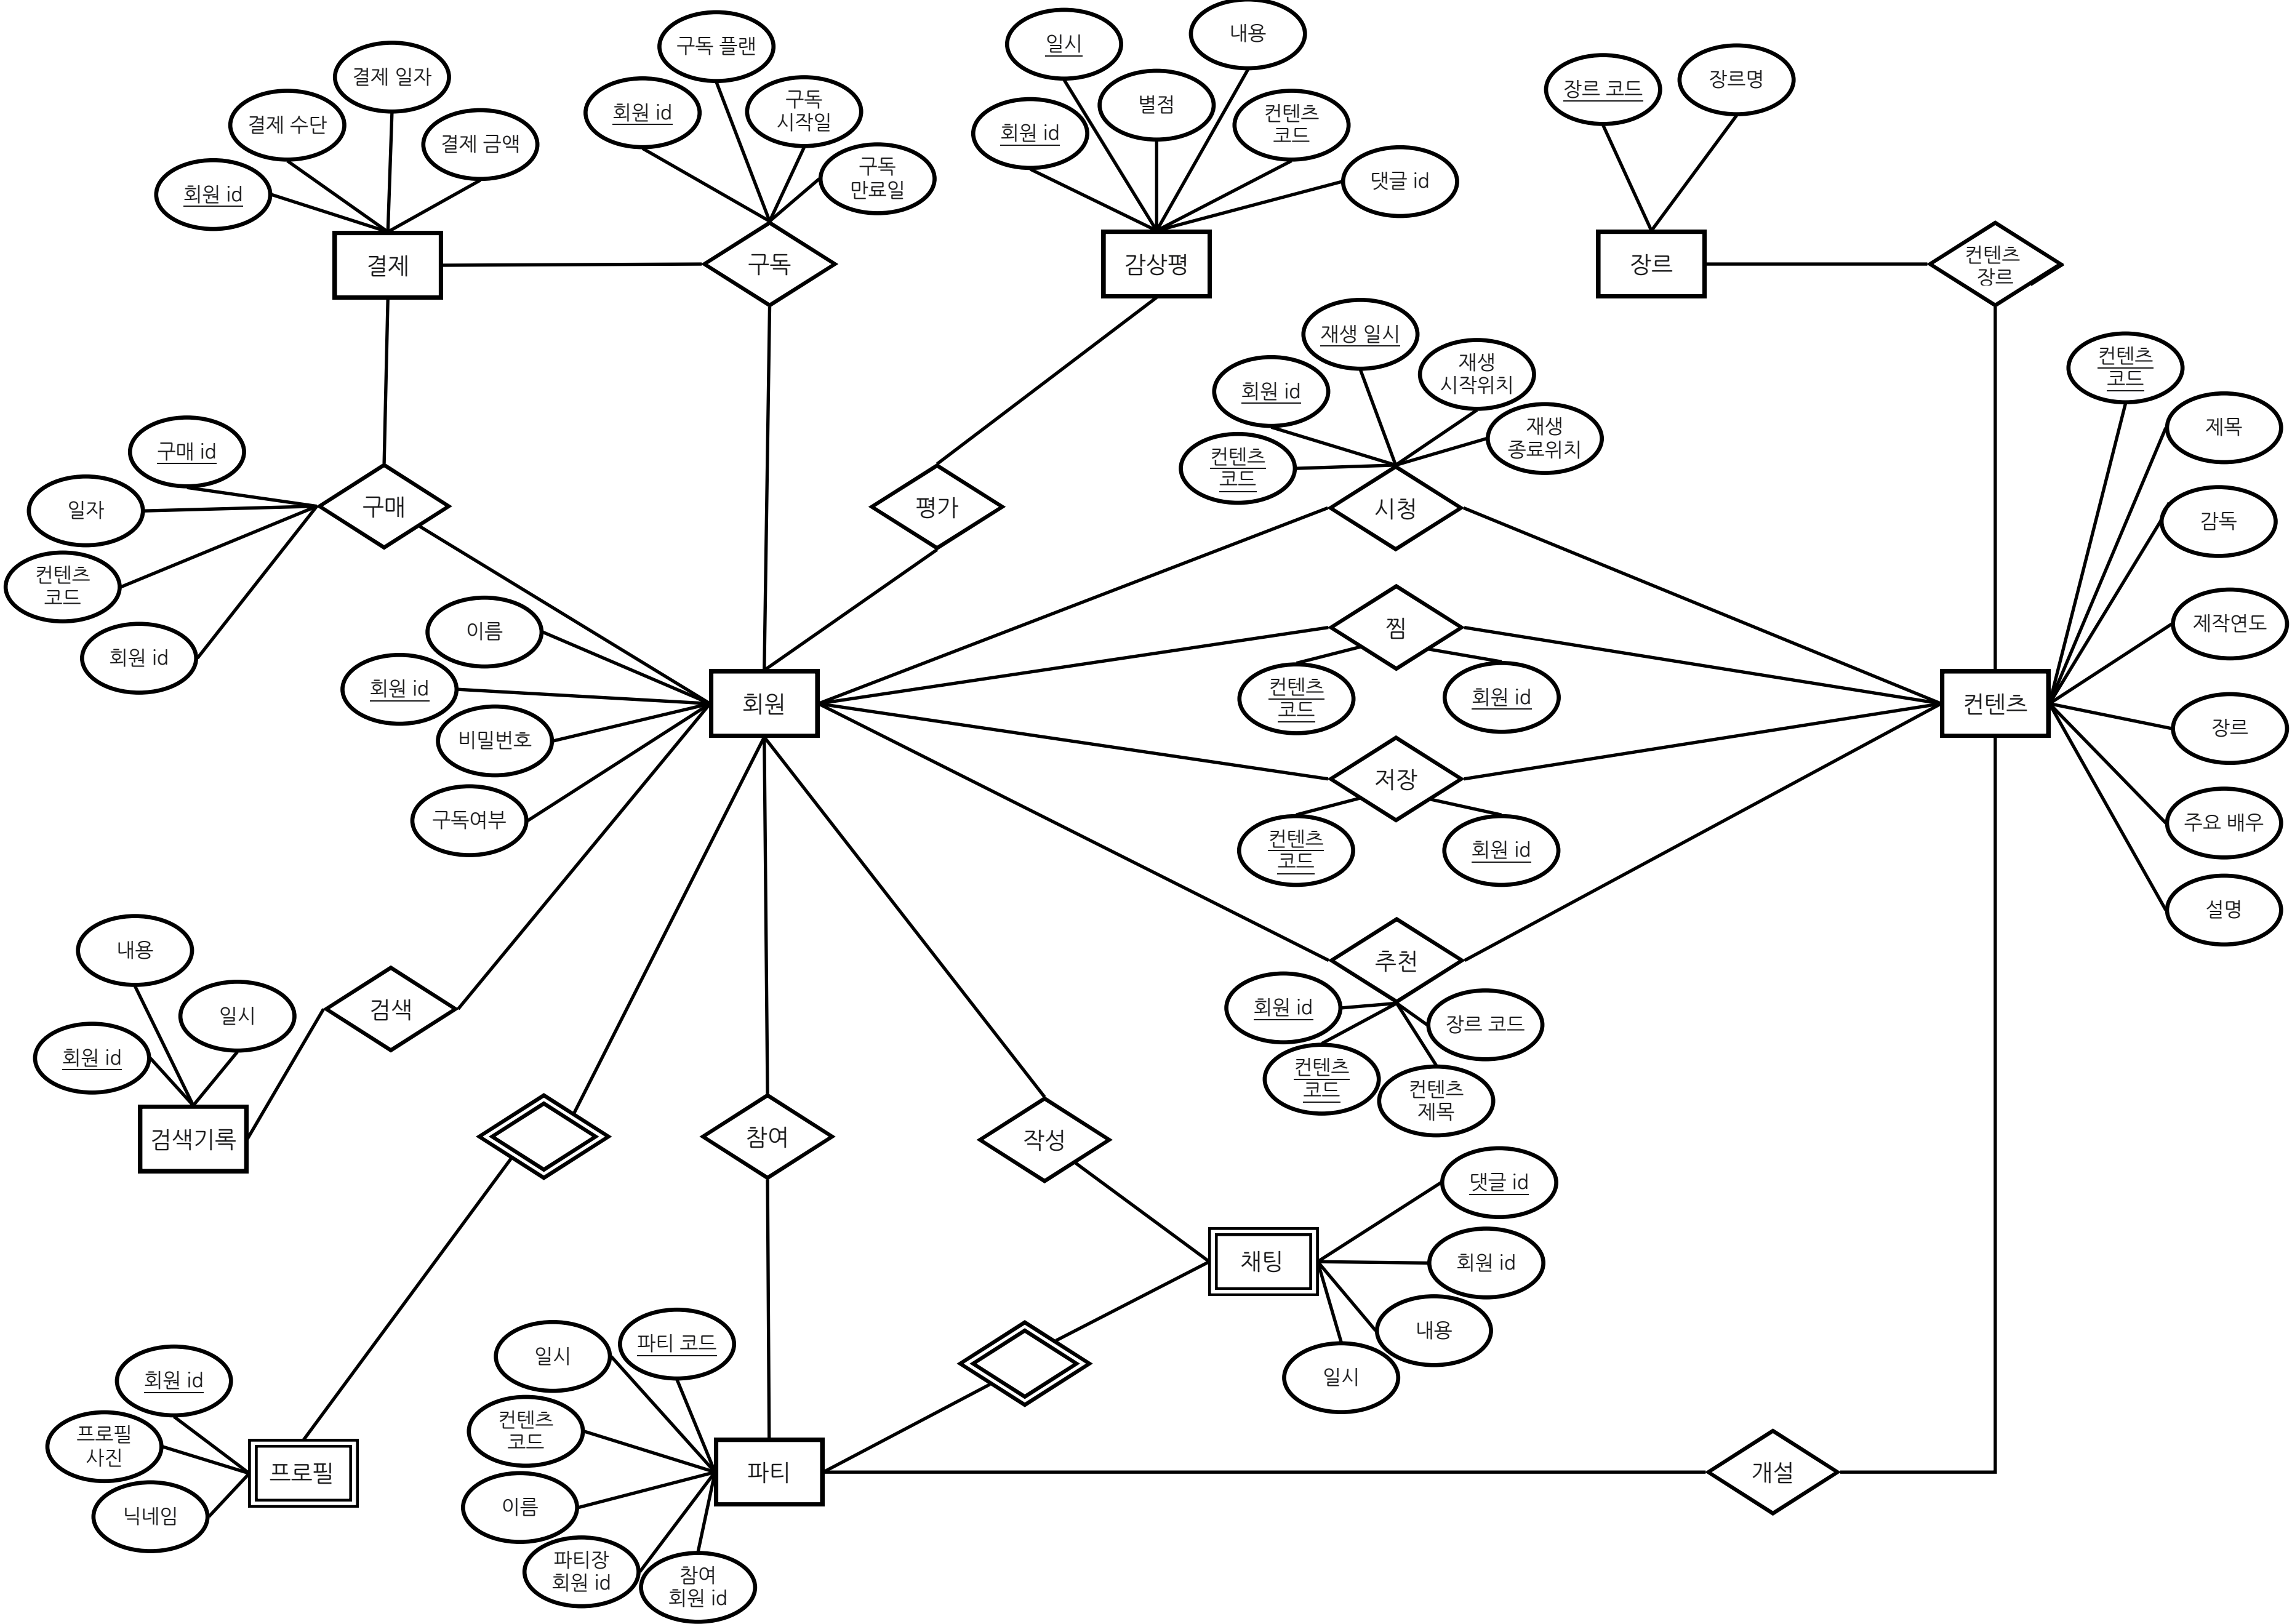 결제 일자
결제 수단
결제 금액
회원 id
결제
구독 플랜
회원 id
구독
시작일
구독
만료일
구독
일시
내용
별점
회원 id
컨텐츠
코드
댓글 id
감상평
장르 코드
장르명
장르
컨텐츠
장르
재생 일시
회원 id
재생
시작위치
컨텐츠
코드
재생
종료위치
시청
컨텐츠
코드
제목
감독
제작연도
장르
주요 배우
설명
컨텐츠
구매 id
일자
컨텐츠
코드
회원 id
구매
평가
이름
회원 id
비밀번호
구독여부
회원
찜
컨텐츠
코드
회원 id
저장
컨텐츠
코드
회원 id
추천
회원 id
장르 코드
컨텐츠
코드
컨텐츠
제목
내용
일시
회원 id
검색
검색기록
참여
작성
댓글 id
회원 id
내용
일시
채팅
회원 id
프로필
사진
닉네임
프로필
일시
파티 코드
컨텐츠
코드
이름
파티장
회원 id
참여
회원 id
파티
개설